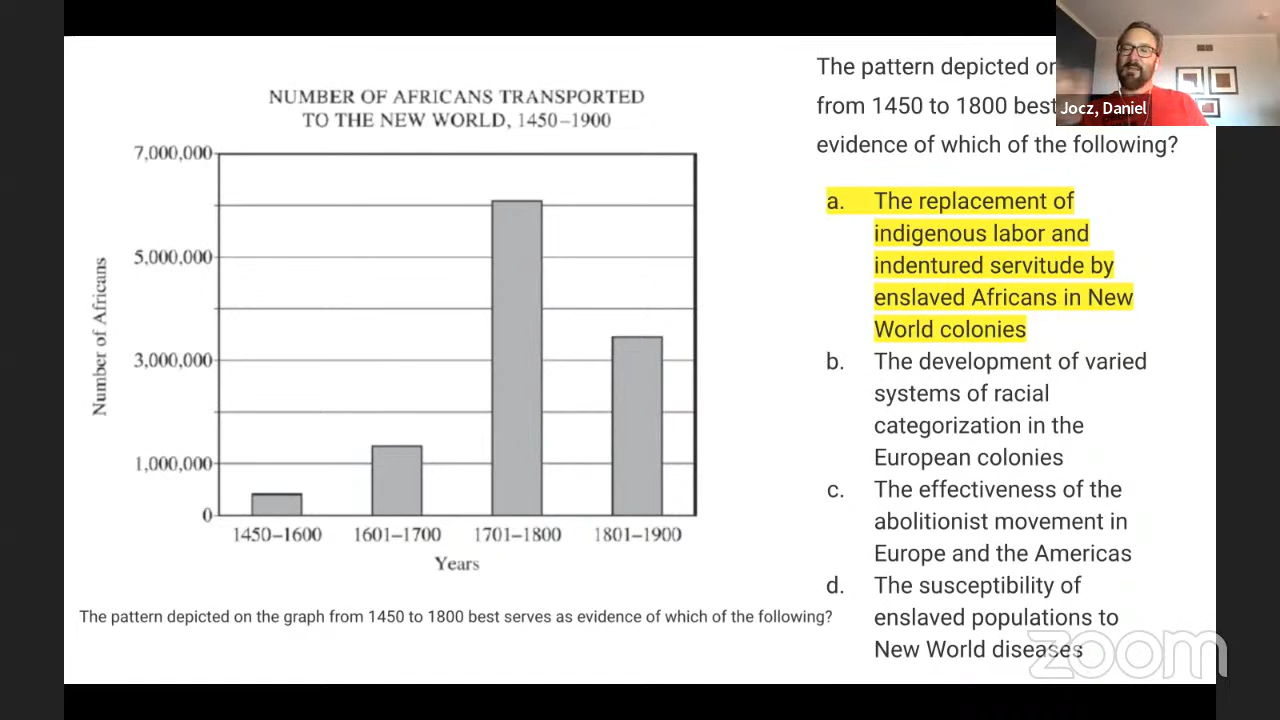 NUMBER OF AFRICANS TRANSPORTED
TO THE NEW WORLD, 1450–1900
7,000,000
5,000,000
3,000,000
1,000,000
0
Number of Africans
1450–1600 1601–1700 1701–1800 1801–1900
Years
The pattern depicted on the graph from 1450 to 1800 best serves as evidence of which of the following?
The pattern depicted
from 1450 to 1800 best
evidence of which of the following?
a. The replacement of
indigenous labor and
indentured servitude by
enslaved Africans in New
World colonies
b. The development of varied
systems of racial
categorization in the
European colonies
c. The effectiveness of the
abolitionist movement in
Europe and the Americas
d. The susceptibility of
enslaved populations to
New World diseases
Jocz, Daniel
zoom